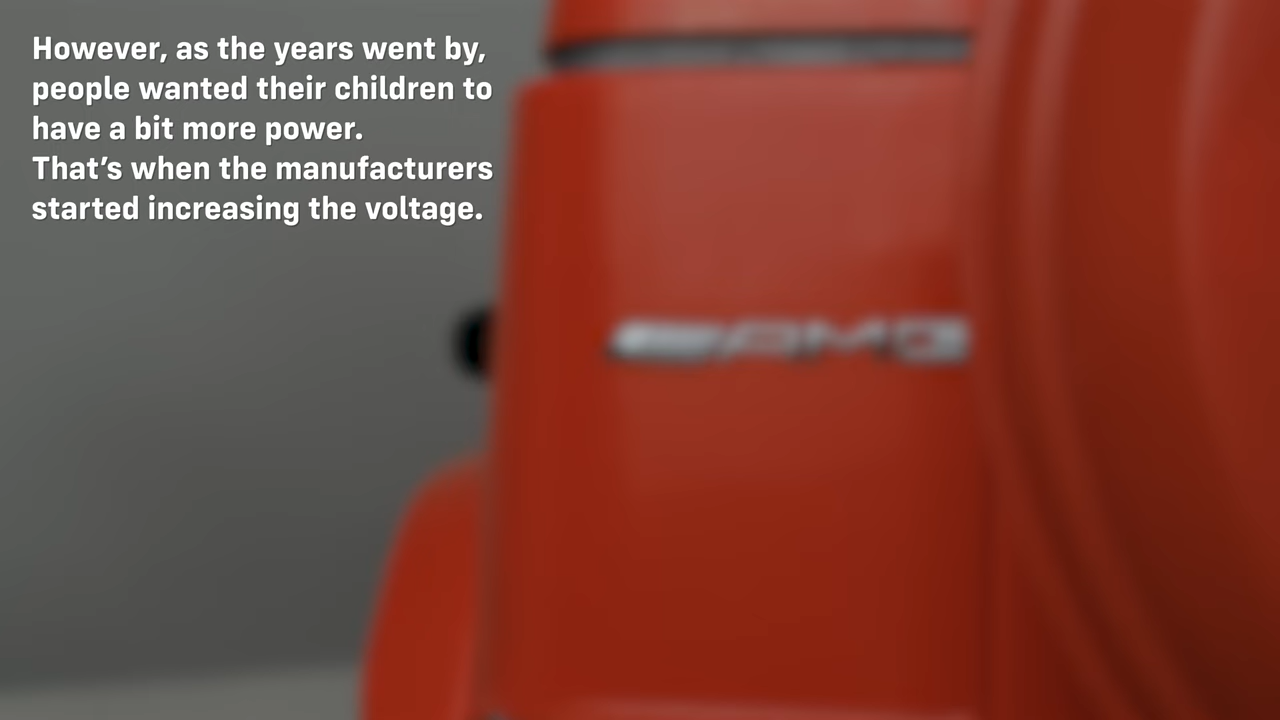 However, as the years went by,
people wanted their children to
have a bit more power.
That's when the manufacturers
started increasing the voltage.
AMG